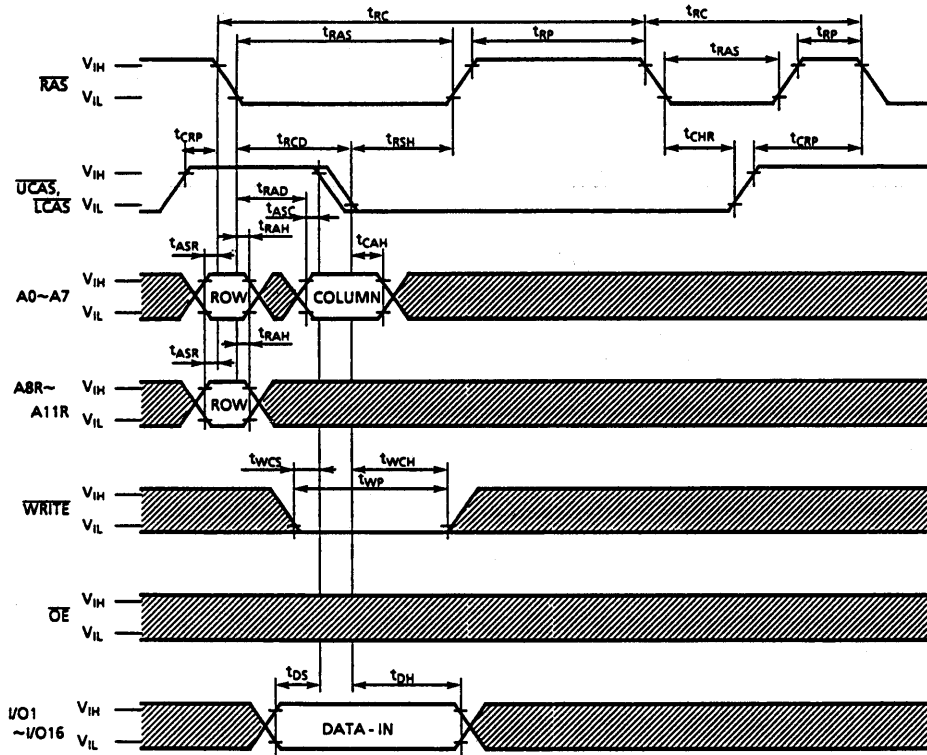 tRC tRC
tRAS tRP tRAS tRP
RAS VIH
VIL
tCRP tRCD tRSH tCHR tCRP
UCAS, VIH
LCAS VIL
tRAD
tASC
tRAH
tASR tCAH
A0~A7 VIH
ROW COLUMN
VIL
tRAH
tASR
A8R~ VIH
A11R ROW
VIL
tWCS tWCH
tWP
WRITE VIH
VIL
OE VIH
VIL
tDS tDH
I/O1 VIH
~I/O16 DATA-IN
VIL